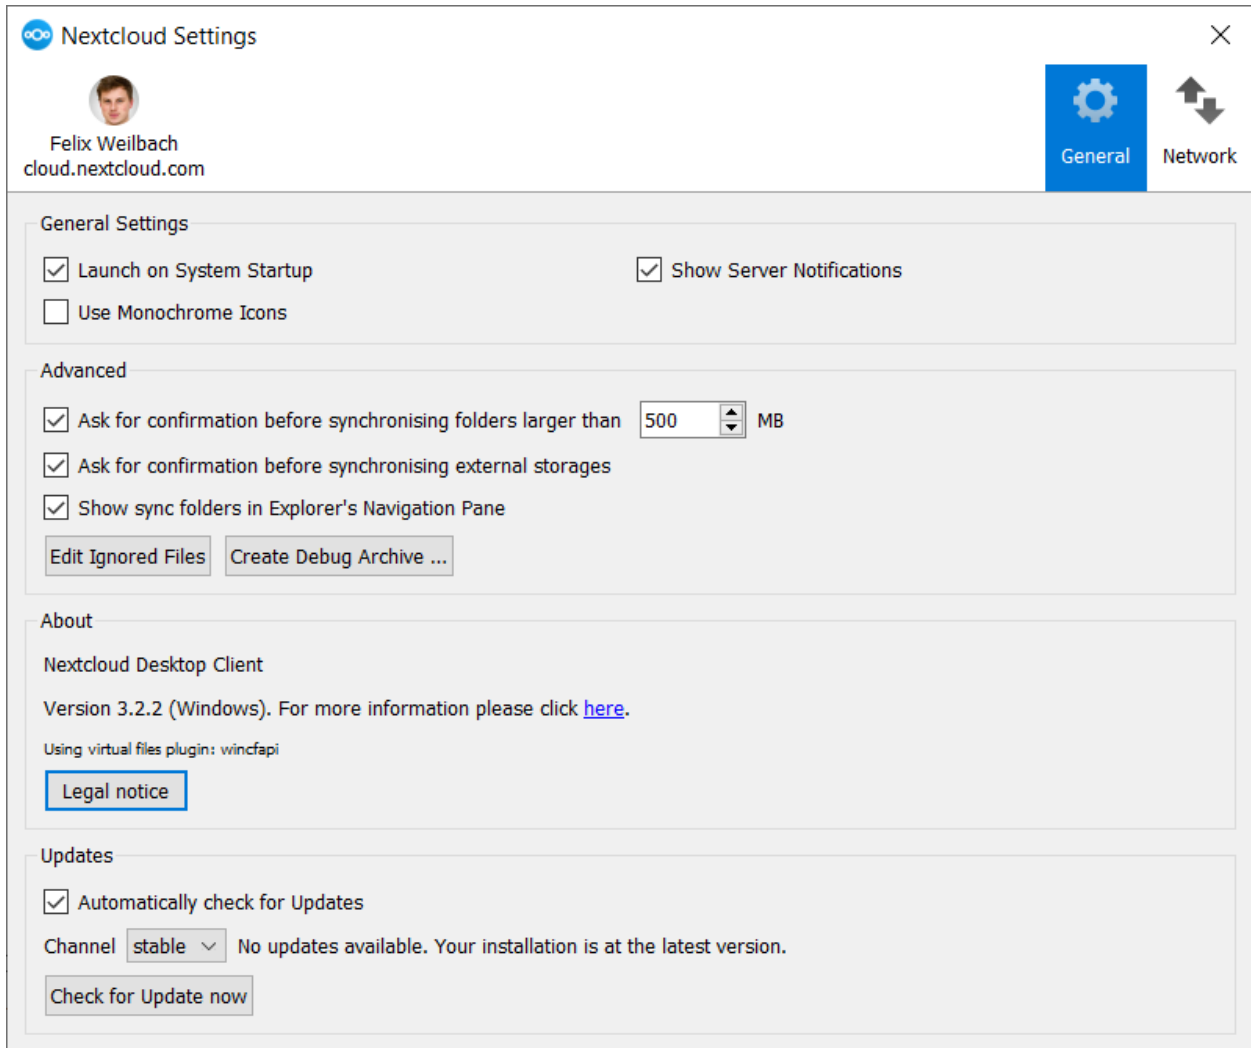 Nextcloud Settings
Felix Weilbach
cloud.nextcloud.com
General
Network
General Settings
Launch on System Startup
Show Server Notifications
Use Monochrome Icons
Advanced
Ask for confirmation before synchronising folders larger than 500 MB
Ask for confirmation before synchronising external storages
Show sync folders in Explorer's Navigation Pane
Edit Ignored Files
Create Debug Archive ...
About
Nextcloud Desktop Client
Version 3.2.2 (Windows). For more information please click here.
Using virtual files plugin: wincfapi
Legal notice
Updates
Automatically check for Updates
Channel stable No updates available. Your installation is at the latest version.
Check for Update now